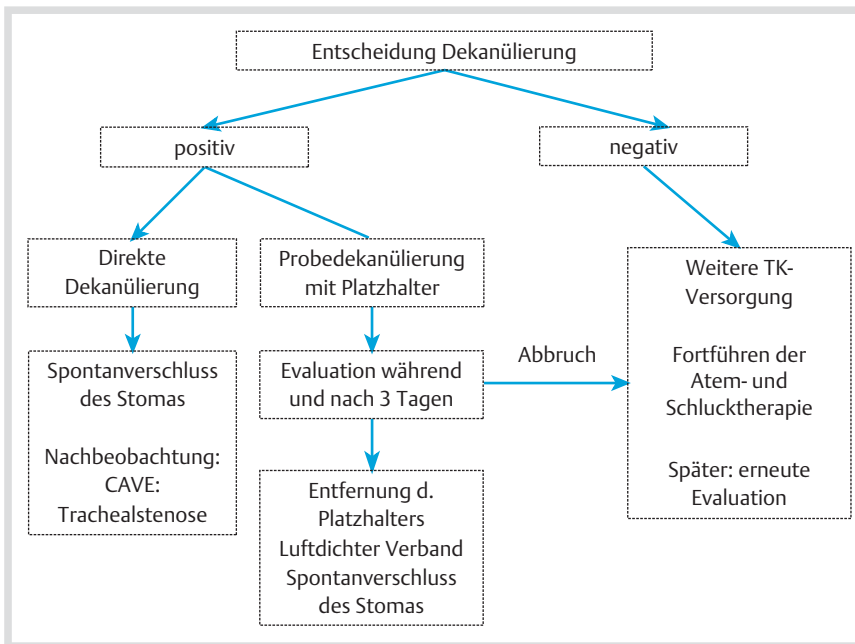 Entscheidung Dekanülierung
positiv
negativ
Direkte
Dekanülierung
Probedekanülierung
mit Platzhalter
Weitere TK-
Versorgung
Fortführen der
Atem- und
Schlucktherapie
Später: erneute
Evaluation
Spontanverschluss
des Stomas
Nachbeobachtung:
CAVE:
Trachealstenose
Evaluation während
und nach 3 Tagen
Abbruch
Entfernung d.
Platzhalters
Luftdichter Verband
Spontanverschluss
des Stomas